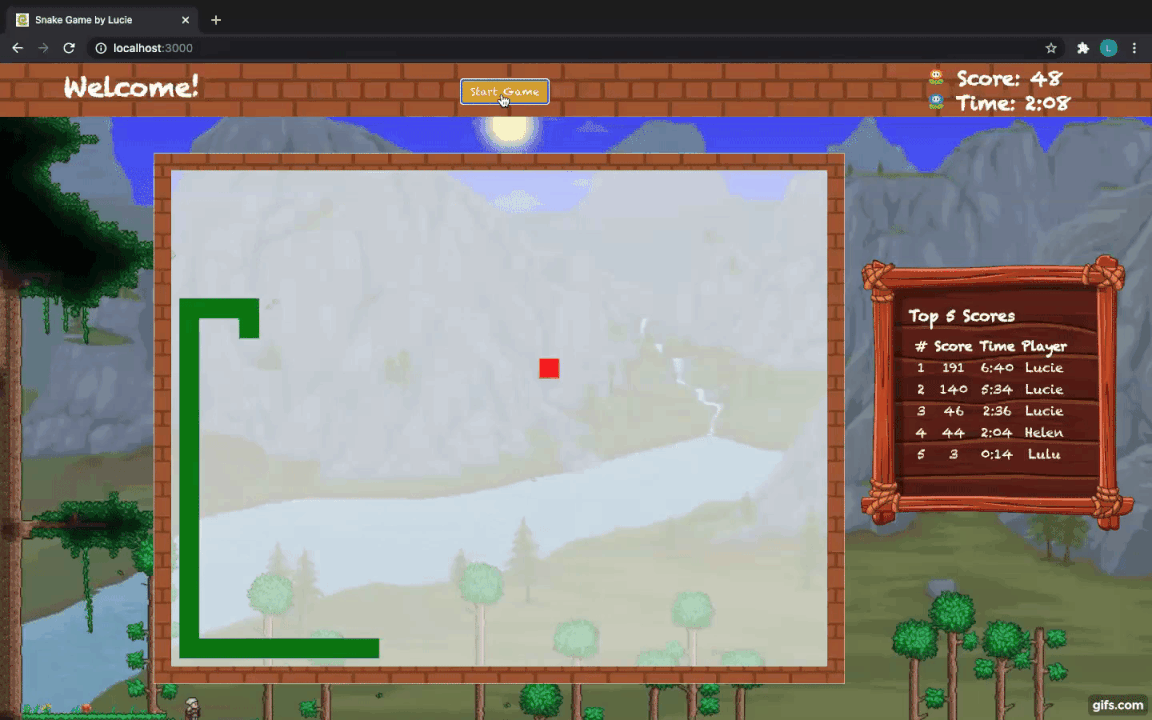 Snake Game by Lucie
localhost:3000
L
Welcome!
Start Game
Score: 48
Time: 2:08
Top 5 Scores
# Score Time Player
1 191 6:40 Lucie
2 140 5:34 Lucie
3 46 2:36 Lucie
4 44 2:04 Helen
5 3 0:14 Lulu
gifs.com